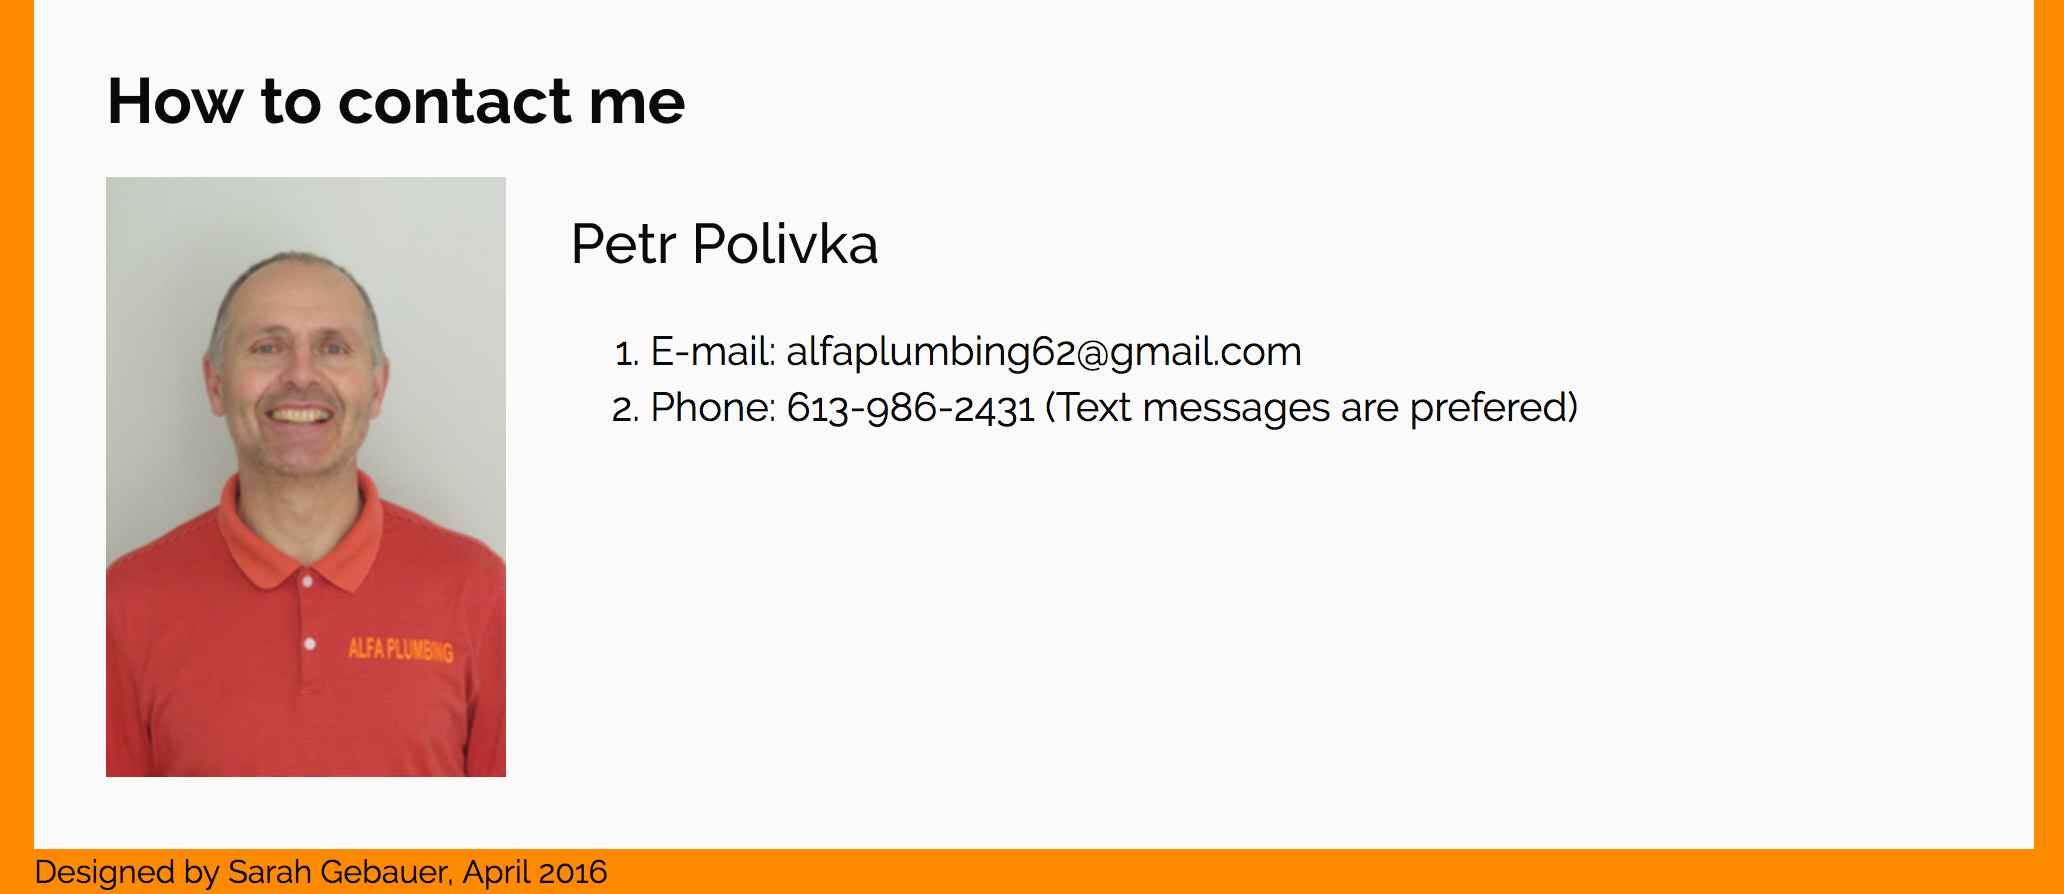 How to contact me
Petr Polivka
1. E-mail: alfaplumbing62@gmail.com
2. Phone: 613-986-2431 (Text messages are prefered)
ALFA PLUMBING
Designed by Sarah Gebauer, April 2016